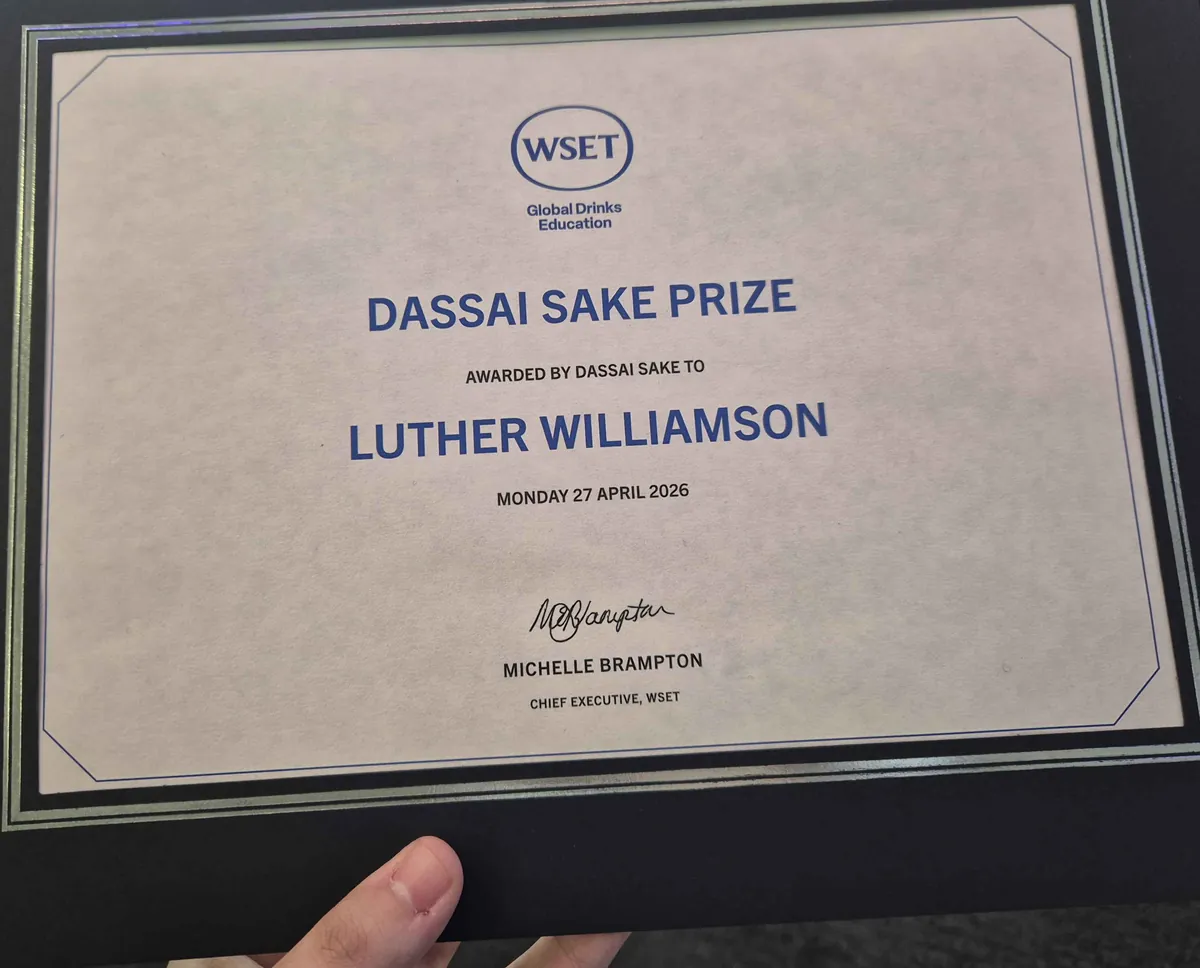 WSET
Global Drinks
Education
DASSAI SAKE PRIZE
AWARDED BY DASSAI SAKE TO
LUTHER WILLIAMSON
MONDAY 27 APRIL 2026
MBrampton
MICHELLE BRAMPTON
CHIEF EXECUTIVE, WSET